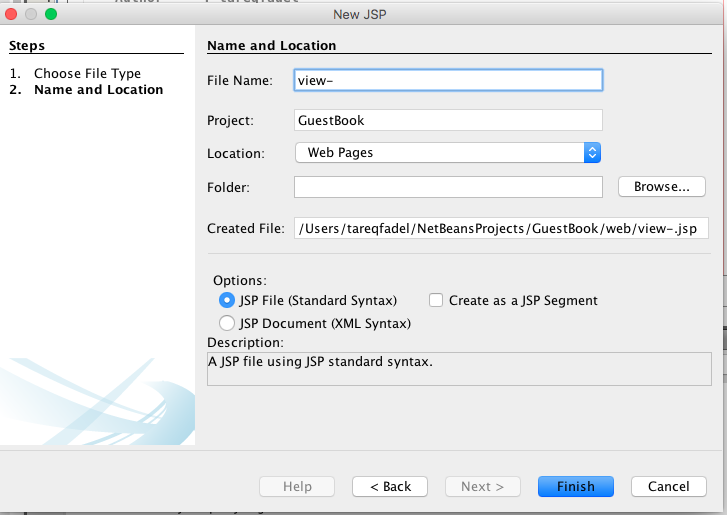 New JSP
Steps
1. Choose File Type
2. Name and Location
Name and Location
File Name: view-
Project: GuestBook
Location: Web Pages
Folder: Browse...
Created File: /Users/tareqfadel/NetBeansProjects/GuestBook/web/view-.jsp
Options:
JSP File (Standard Syntax) Create as a JSP Segment
JSP Document (XML Syntax)
Description:
A JSP file using JSP standard syntax.
Help < Back Next > Finish Cancel